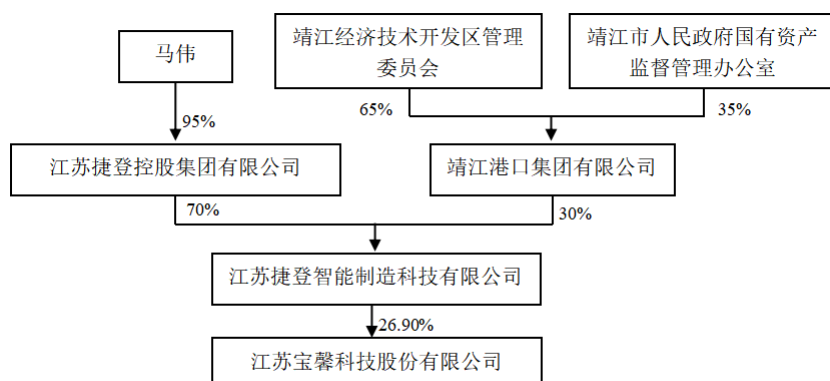 马伟
靖江经济技术开发区管理
委员会
靖江市人民政府国有资产
监督管理办公室
95%
65%
35%
江苏捷登控股集团有限公司
靖江港口集团有限公司
70%
30%
江苏捷登智能制造科技有限公司
26.90%
江苏宝馨科技股份有限公司